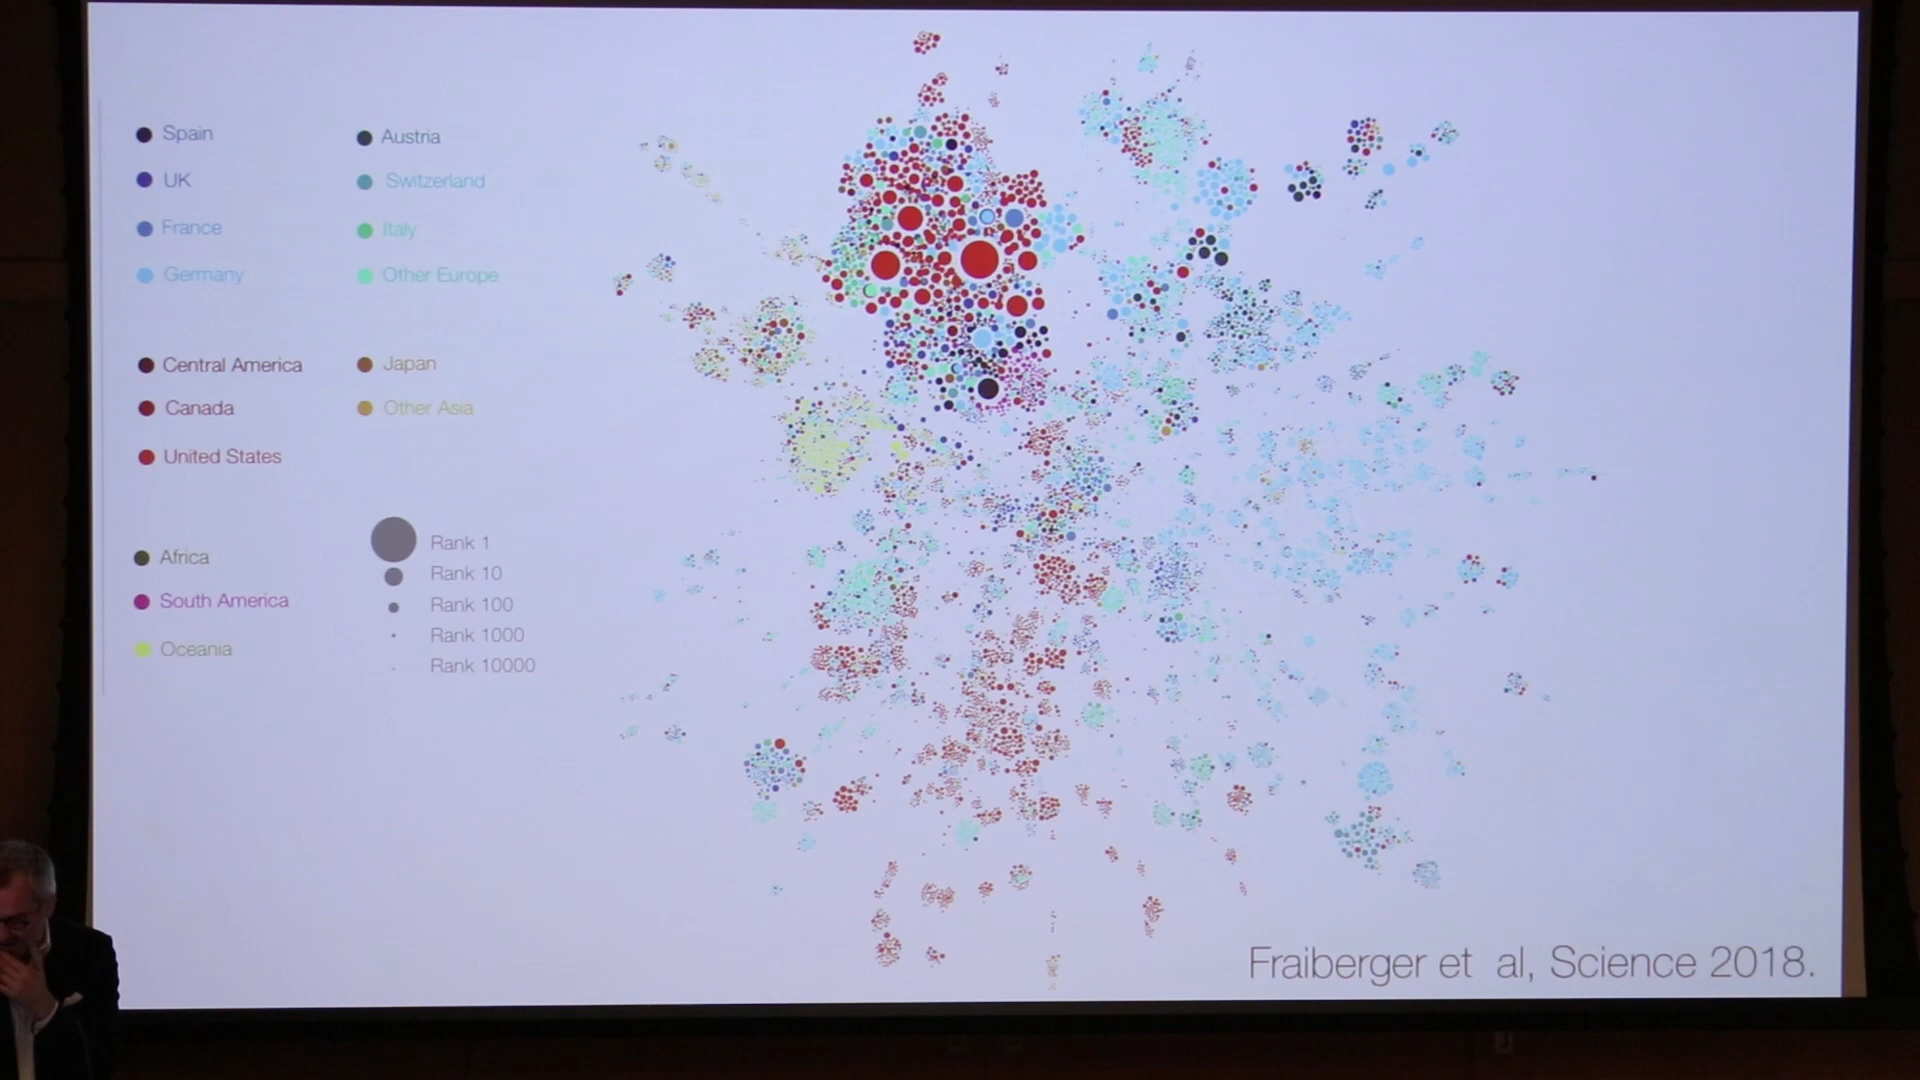 Spain
UK
France
Germany
Austria
Switzerland
Italy
Other Europe
Central America
Canada
United States
Japan
Other Asia
Africa
South America
Oceania
Rank 1
Rank 10
Rank 100
Rank 1000
Rank 10000
Fraiberger et al, Science 2018.